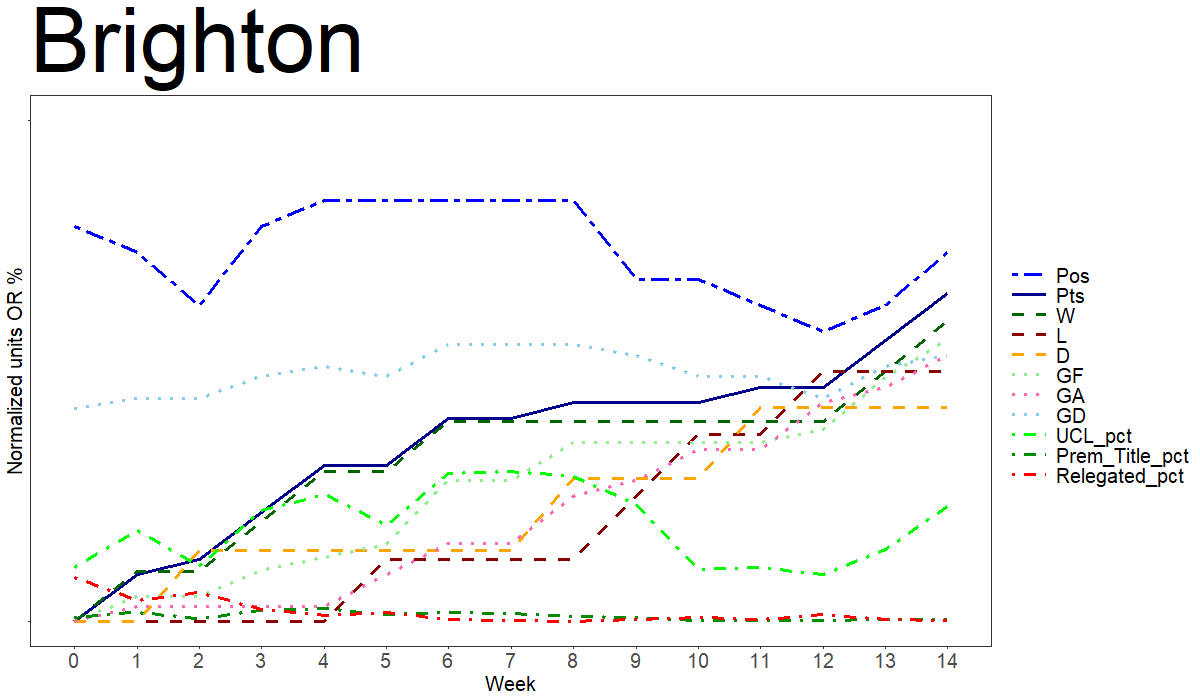 Brighton
Normalized units OR %
0 1 2 3 4 5 6 7 8 9 10 11 12 13 14
Week
Pos
Pts
W
L
D
GF
GA
GD
UCL_pct
Prem_Title_pct
Relegated_pct